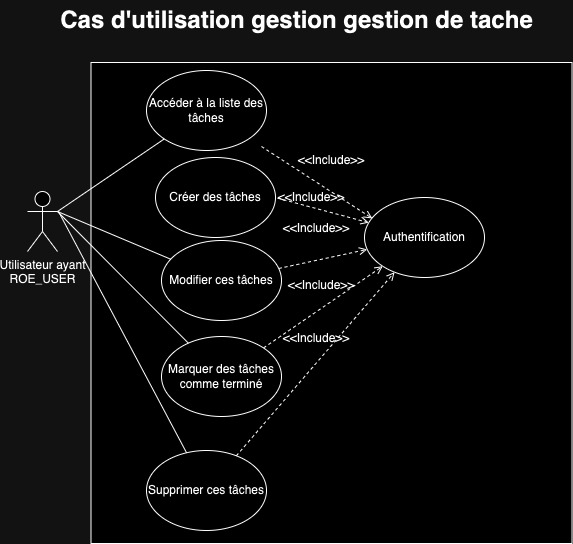 Cas d'utilisation gestion gestion de tache
Accéder à la liste des
tâches
<<Include>>
Créer des tâches
<<Include>>
<<Include>>
Authentification
Utilisateur ayant
ROE_USER
Modifier ces tâches
<<Include>>
<<Include>>
Marquer des tâches
comme terminé
Supprimer ces tâches